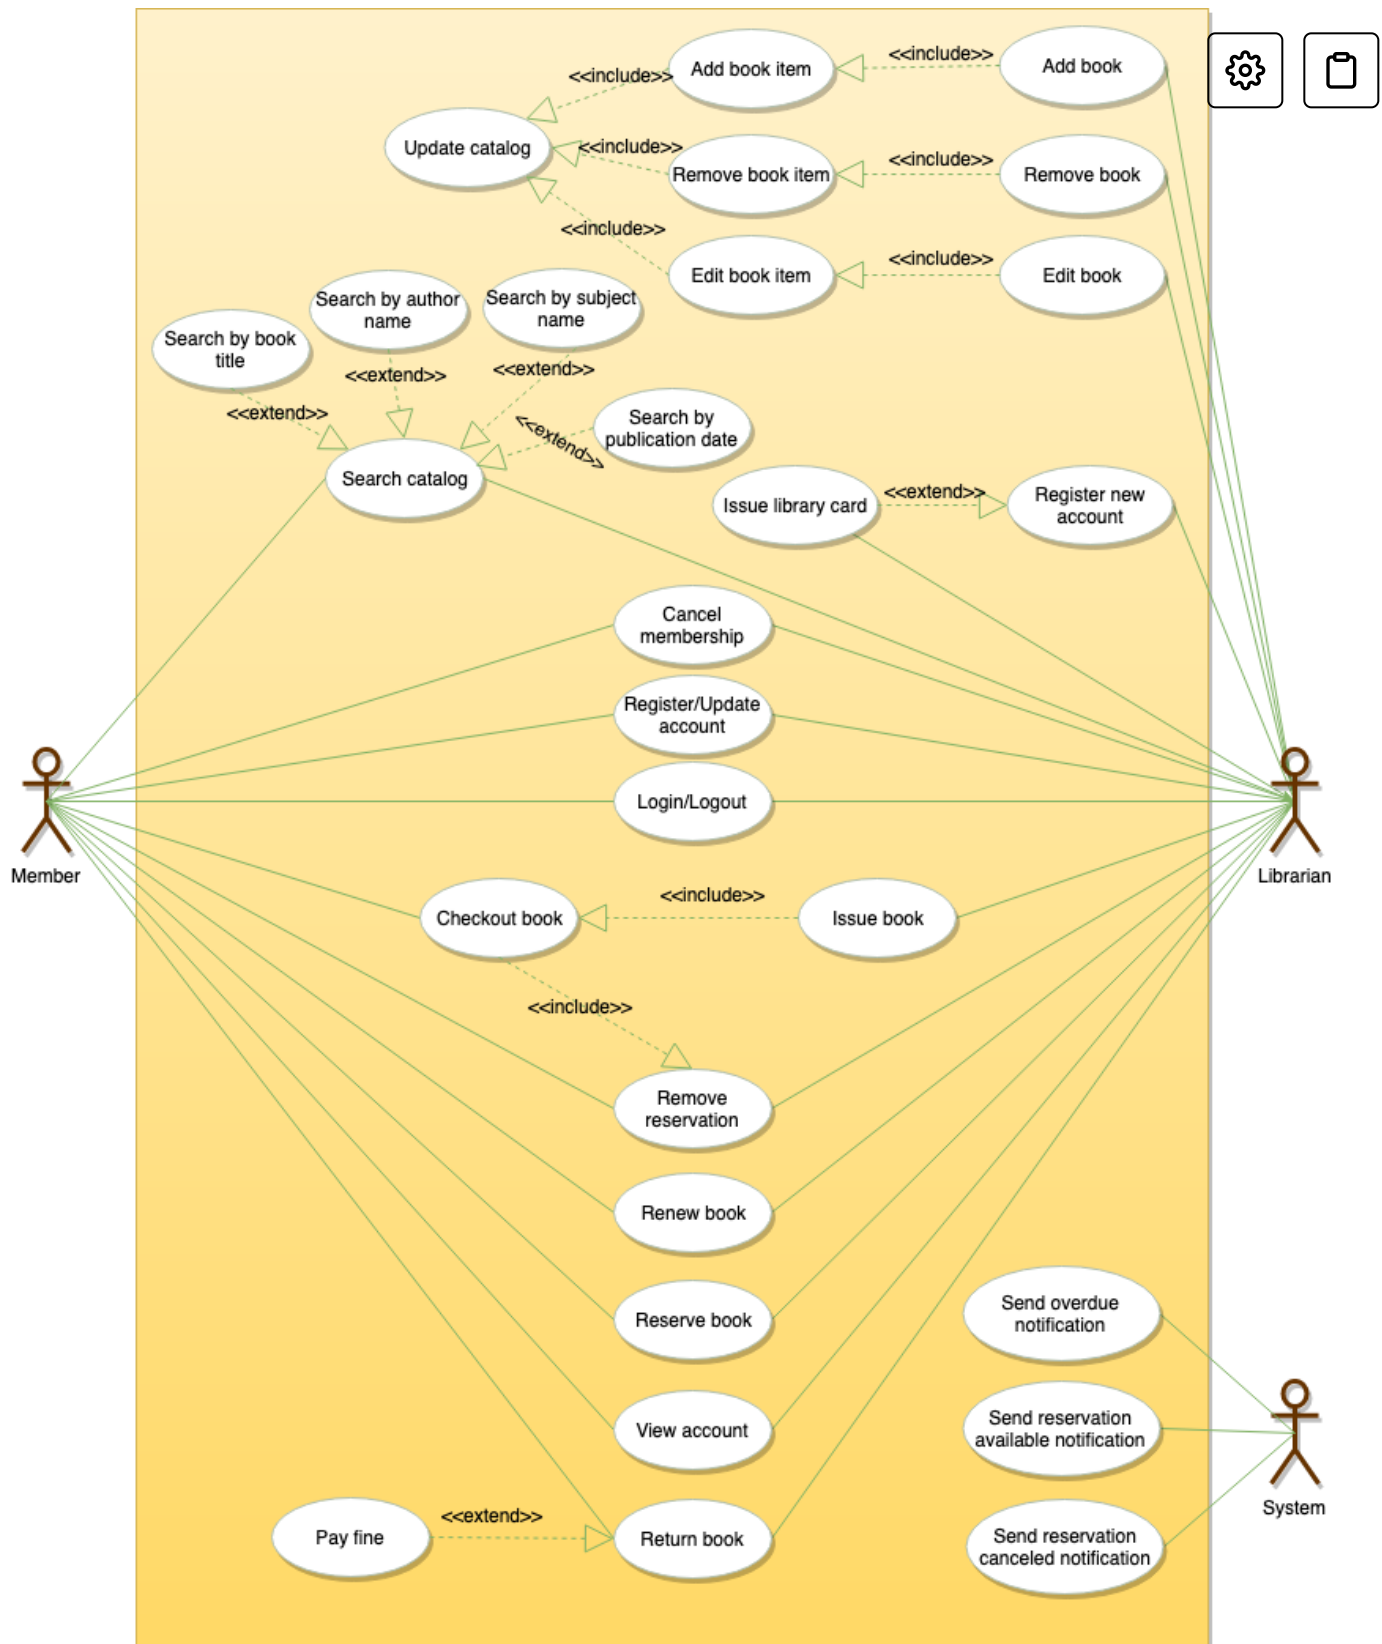 <<include>>
Add book item
<<include>>
Add book
Update catalog
<<include>>
Remove book item
<<include>>
Remove book
<<include>>
Edit book item
<<include>>
Edit book
Search by book
title
Search by author
name
Search by subject
name
<<extend>>
<<extend>>
<<extend>>
<<extend>>
Search by
publication date
Search catalog
Issue library card
<<extend>>
Register new
account
Cancel
membership
Register/Update
account
Login/Logout
Member
Librarian
Checkout book
<<include>>
Issue book
<<include>>
Remove
reservation
Renew book
Reserve book
Send overdue
notification
View account
Send reservation
available notification
System
Pay fine
<<extend>>
Return book
Send reservation
canceled notification